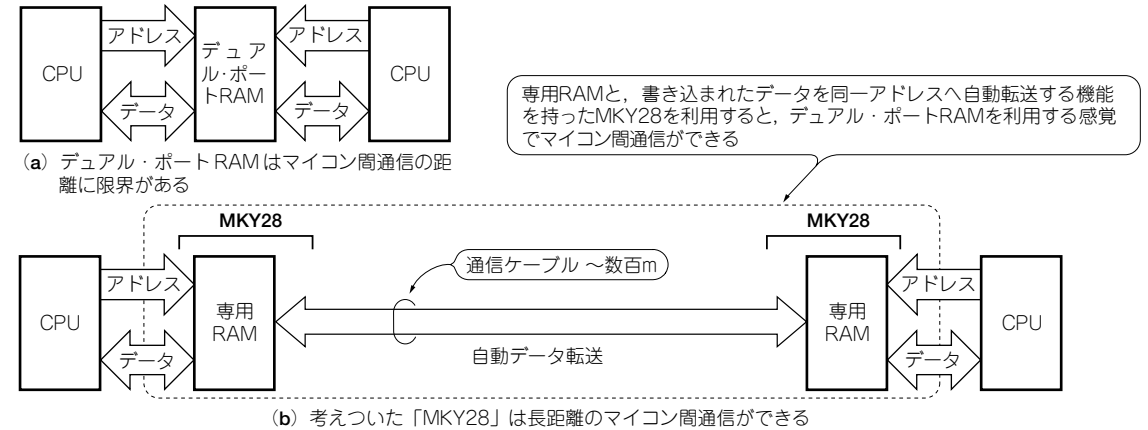 アドレス
アドレス
CPU
デュア
ル・ポー
トRAM
CPU
データ
データ
(a) デュアル・ポートRAMはマイコン間通信の距
離に限界がある
専用RAMと，書き込まれたデータを同一アドレスへ自動転送する機能
を持ったMKY28を利用すると，デュアル・ポートRAMを利用する感覚
でマイコン間通信ができる
MKY28
MKY28
通信ケーブル ～数百m
アドレス
アドレス
CPU
専用
RAM
専用
RAM
CPU
データ
自動データ転送
データ
(b) 考えついた「MKY28」は長距離のマイコン間通信ができる